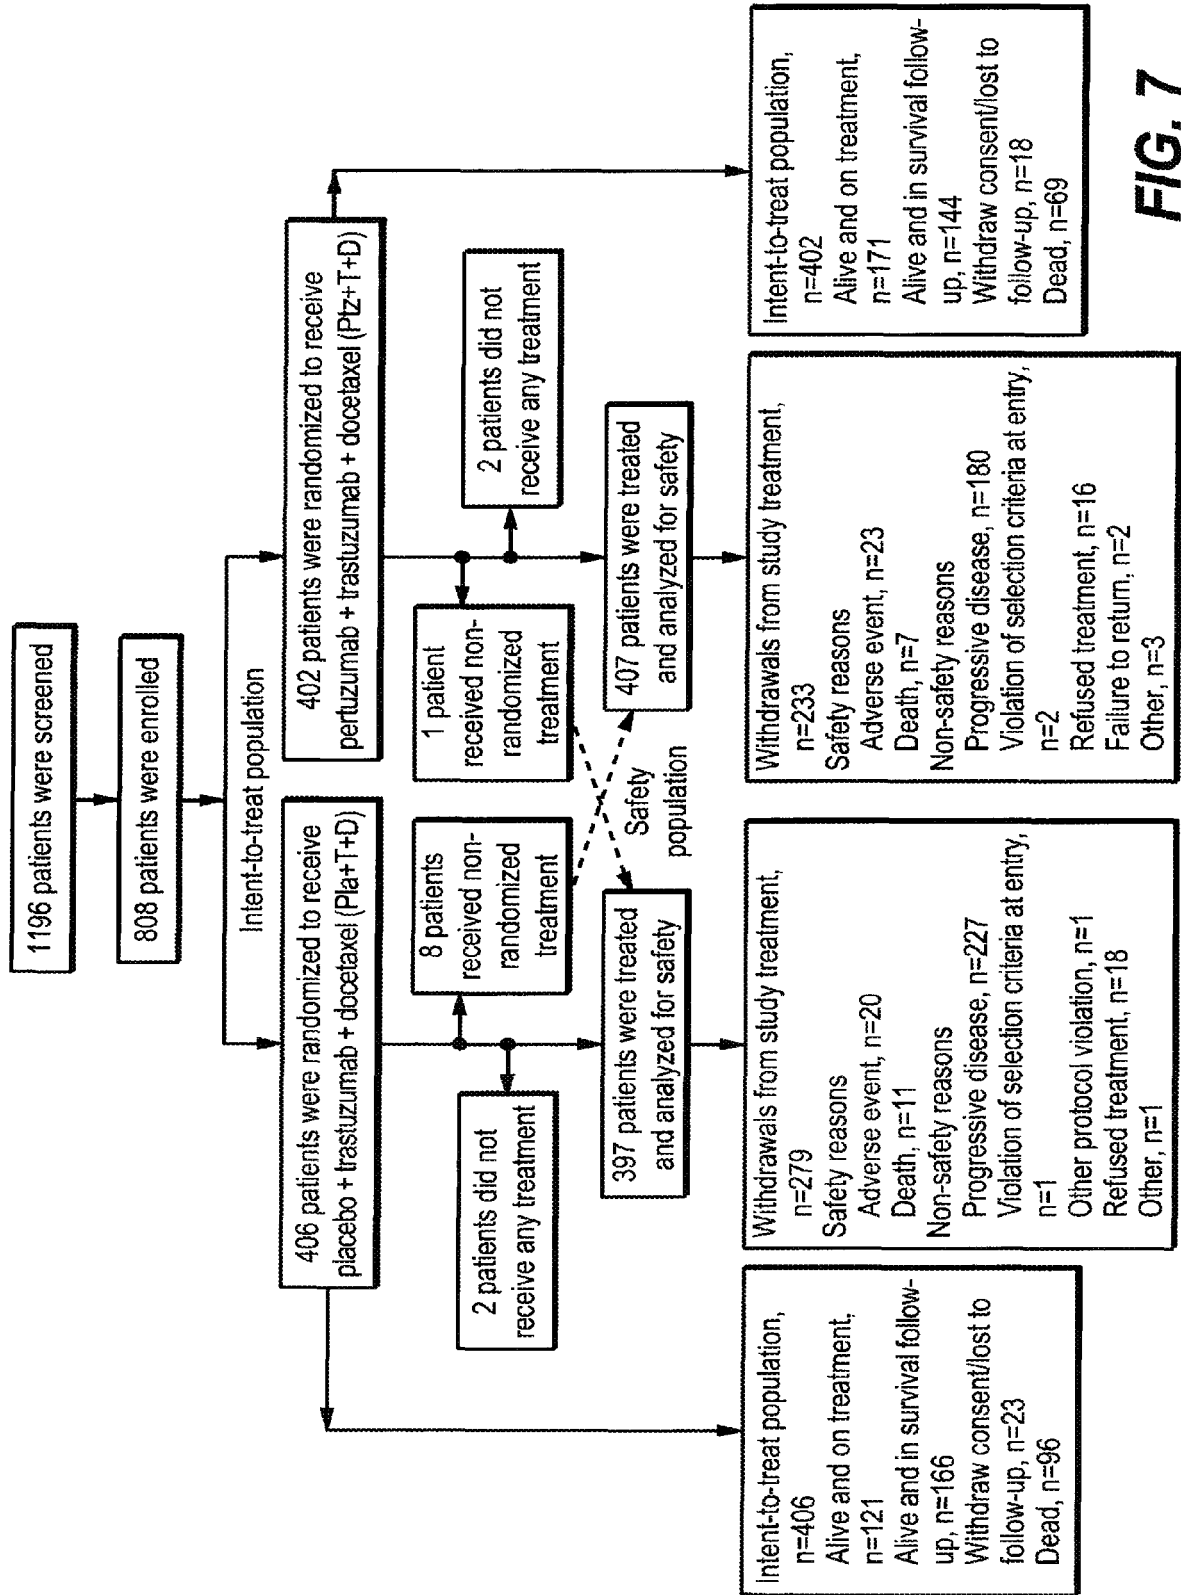 1196 patients were screened
808 patients were enrolled
Intent-to-treat population
406 patients were randomized to receive
placebo + trastuzumab + docetaxel (Pla+T+D)
402 patients were randomized to receive
pertuzumab + trastuzumab + docetaxel (Ptz+T+D)
2 patients did not
receive any treatment
8 patients
received non-
randomized
treatment
1 patient
received non-
randomized
treatment
2 patients did not
receive any treatment
Safety
population
397 patients were treated
and analyzed for safety
407 patients were treated
and analyzed for safety
Intent-to-treat population,
n=406
Alive and on treatment,
n=121
Alive and in survival follow-
up, n=166
Withdraw consent/lost to
follow-up, n=23
Dead, n=96
Withdrawals from study treatment,
n=279
Safety reasons
Adverse event, n=20
Death, n=11
Non-safety reasons
Progressive disease, n=227
Violation of selection criteria at entry,
n=1
Other protocol violation, n=1
Refused treatment, n=18
Other, n=1
Withdrawals from study treatment,
n=233
Safety reasons
Adverse event, n=23
Death, n=7
Non-safety reasons
Progressive disease, n=180
Violation of selection criteria at entry,
n=2
Refused treatment, n=16
Failure to return, n=2
Other, n=3
Intent-to-treat population,
n=402
Alive and on treatment,
n=171
Alive and in survival follow-
up, n=144
Withdraw consent/lost to
follow-up, n=18
Dead, n=69
FIG. 7